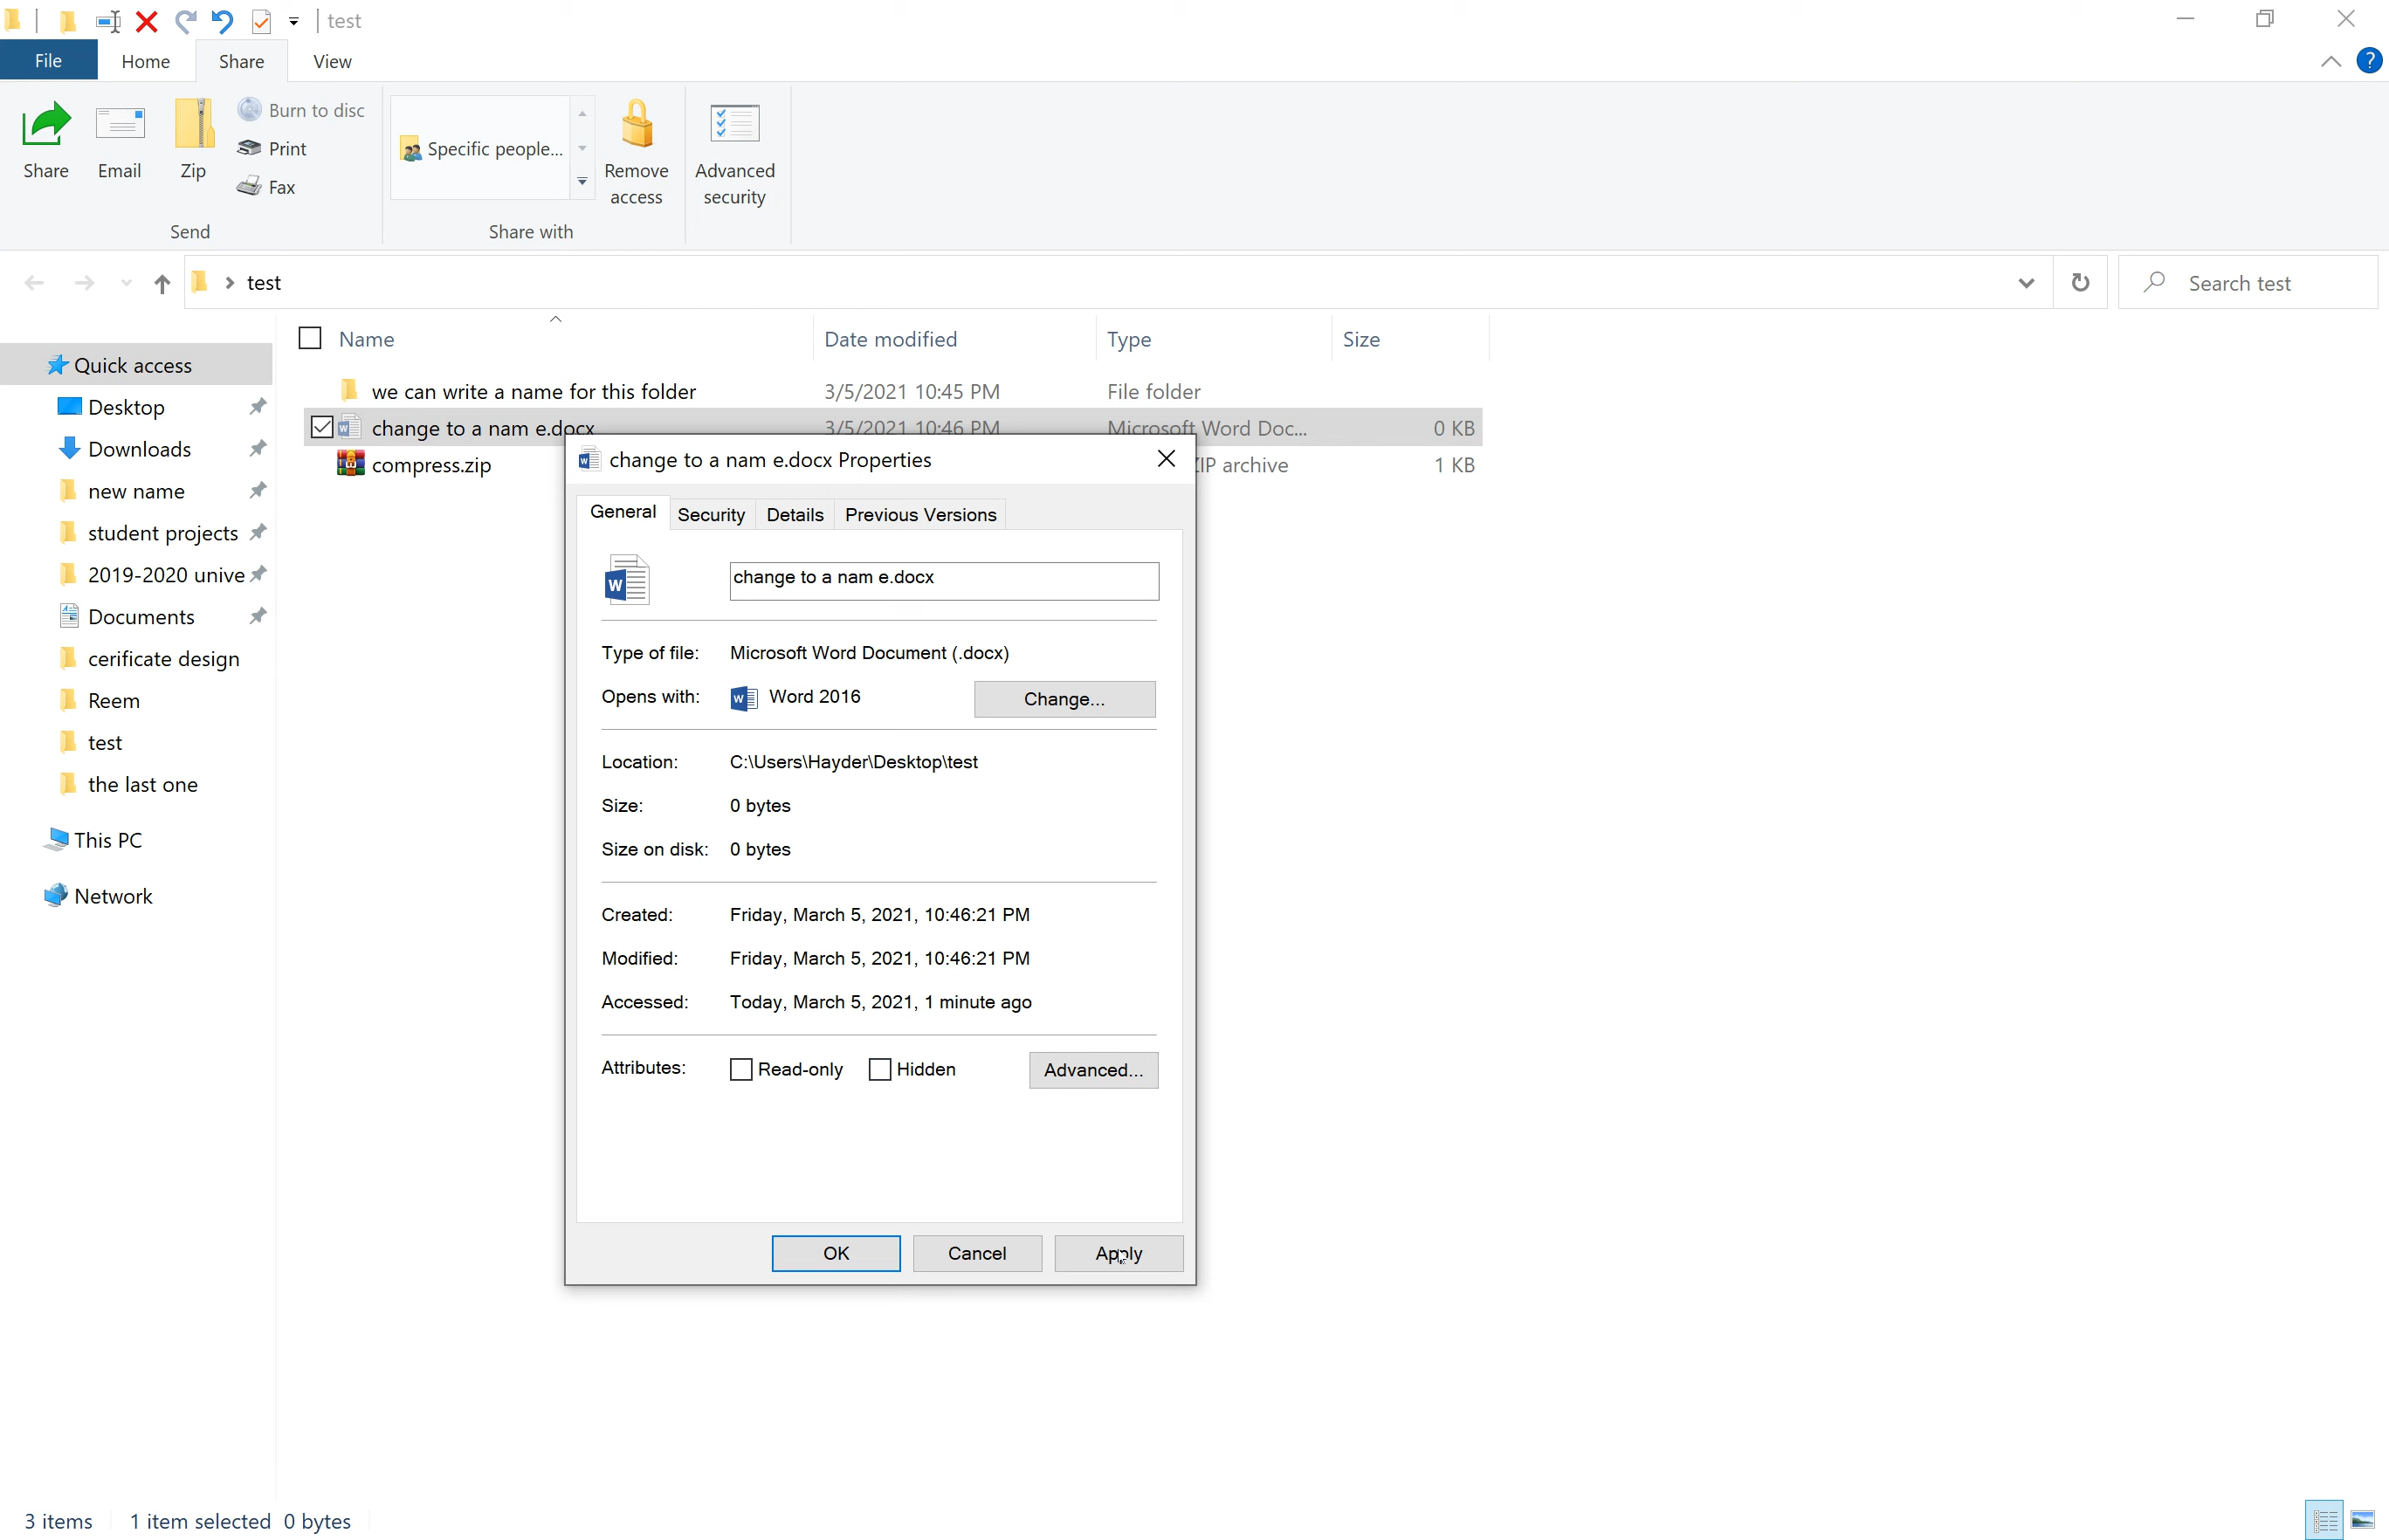 test
File Home Share View
Share Email Zip Burn to disc Print Fax
Specific people... Remove access Advanced security
Send Share with
test Search test
Name Date modified Type Size
Quick access
Desktop
Downloads
new name
student projects
2019-2020 unive
Documents
cerificate design
Reem
test
the last one
This PC
Network
we can write a name for this folder 3/5/2021 10:45 PM File folder
change to a nam e.docx 3/5/2021 10:46 PM Microsoft Word Doc... 0 KB
compress.zip ZIP archive 1 KB
change to a nam e.docx Properties
General Security Details Previous Versions
change to a nam e.docx
Type of file: Microsoft Word Document (.docx)
Opens with: Word 2016 Change...
Location: C:\Users\Hayder\Desktop\test
Size: 0 bytes
Size on disk: 0 bytes
Created: Friday, March 5, 2021, 10:46:21 PM
Modified: Friday, March 5, 2021, 10:46:21 PM
Accessed: Today, March 5, 2021, 1 minute ago
Attributes: Read-only Hidden Advanced...
OK Cancel Apply
3 items 1 item selected 0 bytes